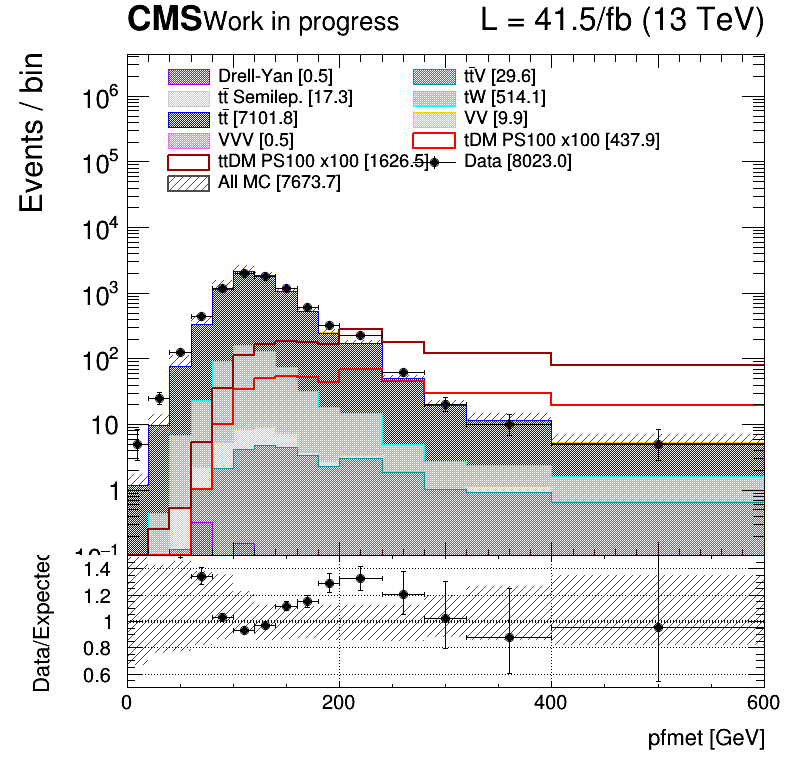 CMS Work in progress L = 41.5/fb (13 TeV)
Events / bin
Drell-Yan [0.5] tt̄V [29.6]
tt̄ Semilep. [17.3] tW [514.1]
tt̄ [7101.8] VV [9.9]
VVV [0.5] tDM PS100 x100 [437.9]
ttDM PS100 x100 [1626.5] Data [8023.0]
All MC [7673.7]
10⁶
10⁵
10⁴
10³
10²
10
1
10⁻¹
Data/Expected
1.4
1.2
1
0.8
0.6
0 200 400 600
pfmet [GeV]